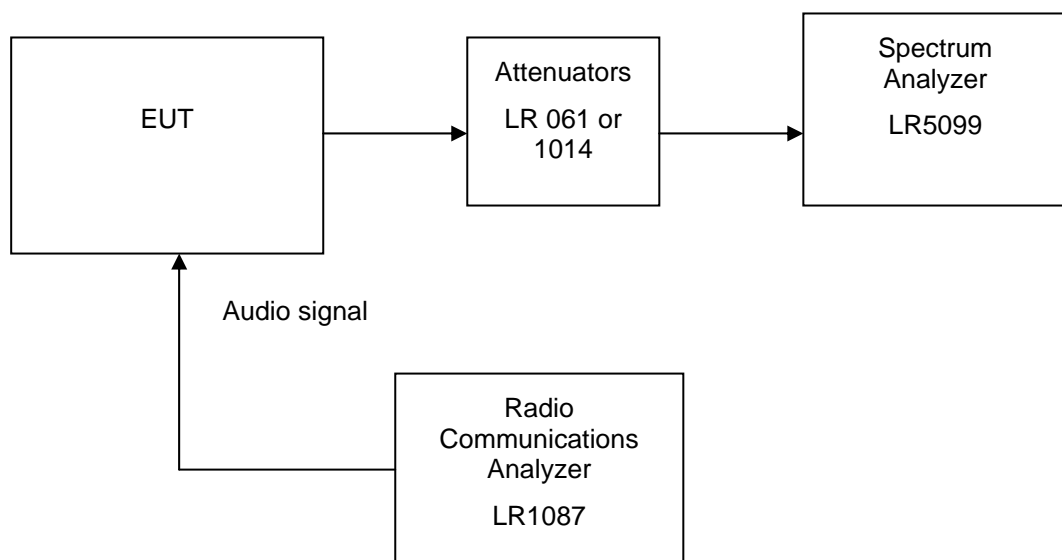 EUT
Attenuators
LR 061 or
1014
Spectrum
Analyzer
LR5099
Audio signal
Radio
Communications
Analyzer
LR1087